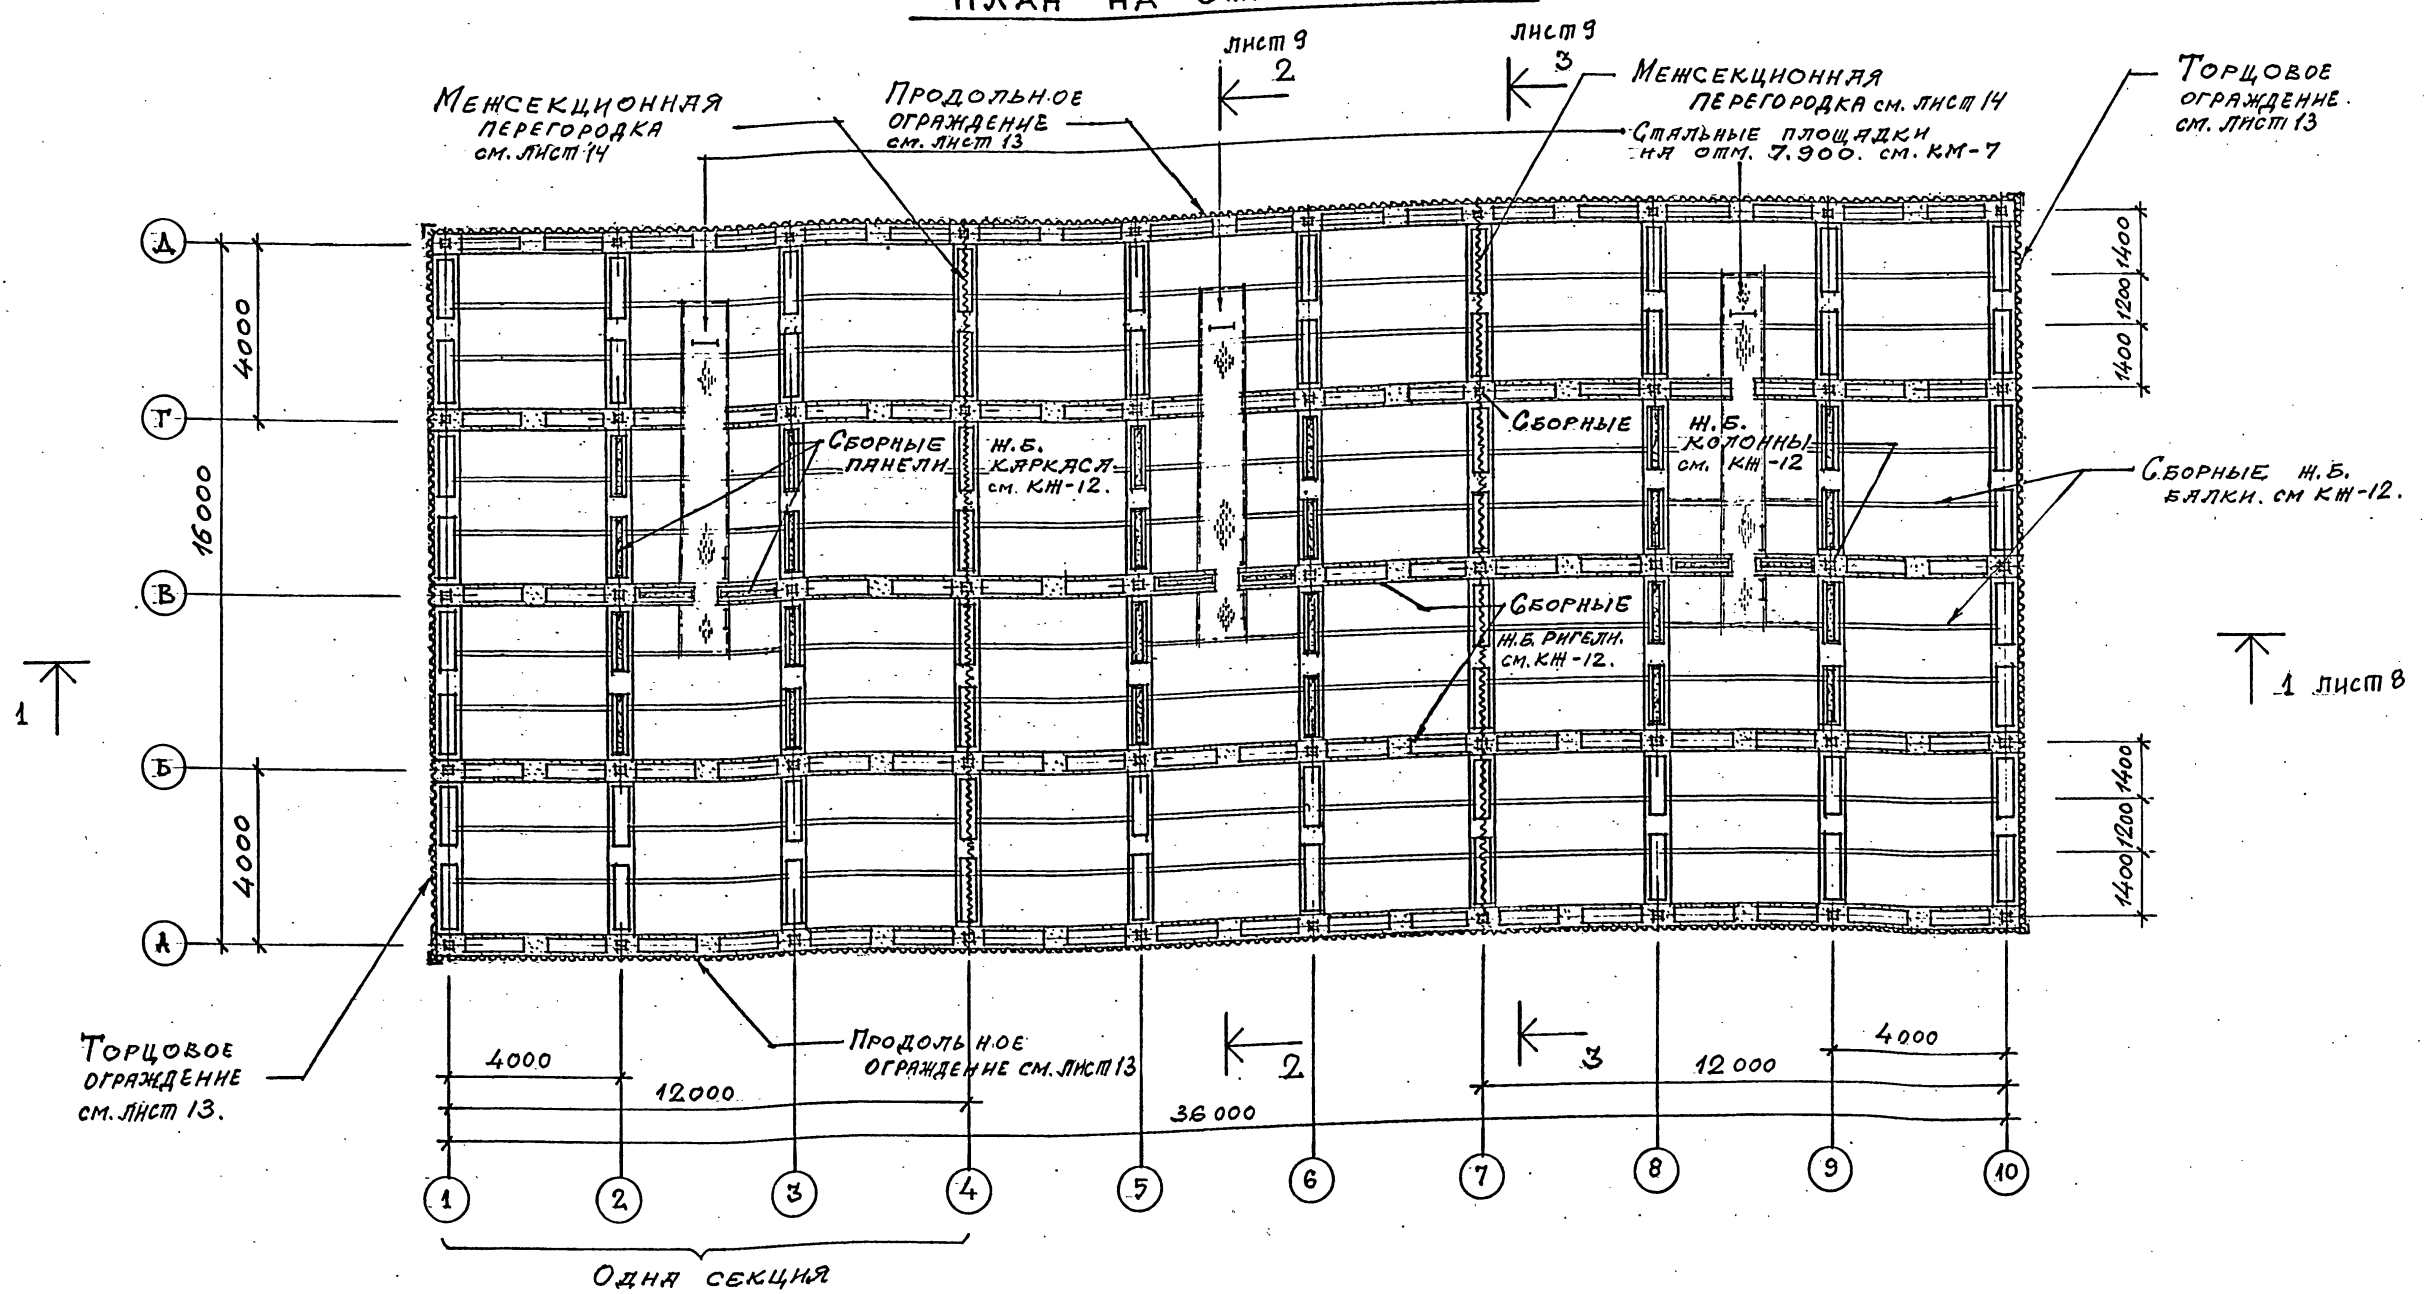 ПЛАН НА
лист 9
2
лист 9
3
Межсекционная
перегородка
см. лист 14
Продольное
ограждение
см. лист 13
Межсекционная
перегородка см. лист 14
Стальные площадки
на отм. 7.900. см. КМ-7
Торцовое
ограждение.
см. лист 13
Д
Г
В
Б
А
4000
16000
4000
1400
1200
1400
Сборные ж.б.
панели каркаса
см. КЖ-12.
Сборные ж.б.
колонны
см. КЖ-12
Сборные ж.б.
балки. см КЖ-12.
Сборные
ж.б. ригели.
см. КЖ-12.
1
1 лист 8
1400
1200
1400
Торцовое
ограждение
см. лист 13.
Продольное
ограждение см. лист 13
2
3
4000
12000
36000
12000
4000
1
2
3
4
5
6
7
8
9
10
Одна секция